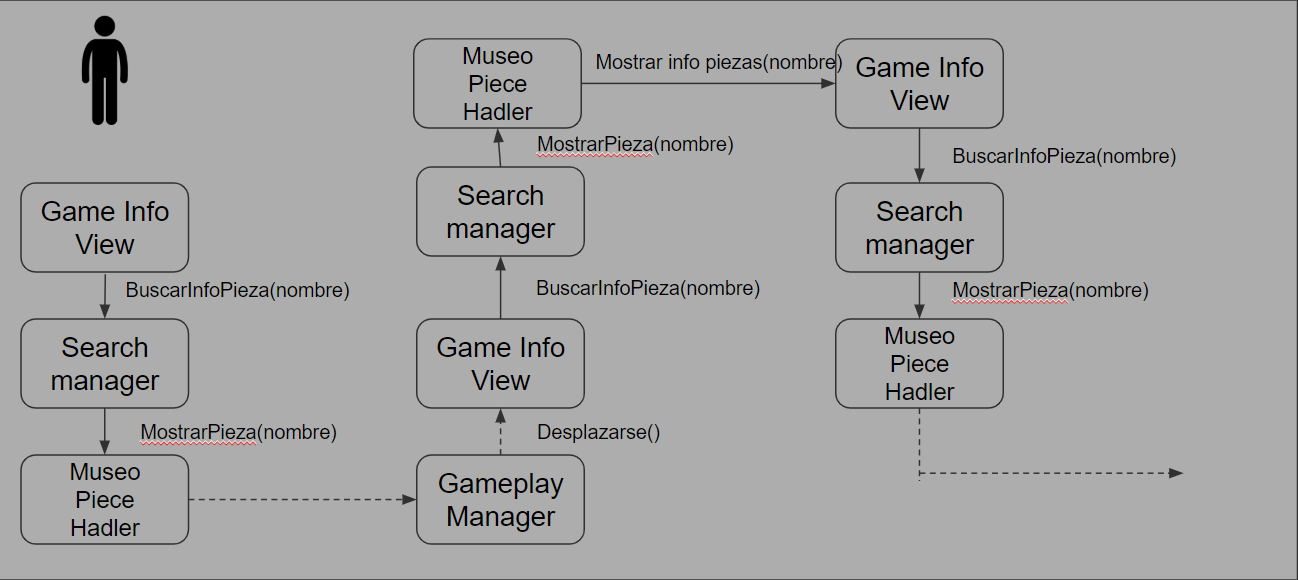 Game Info
View
BuscarInfoPieza(nombre)
Search
manager
MostrarPieza(nombre)
Museo
Piece
Hadler
Gameplay
Manager
Desplazarse()
Game Info
View
BuscarInfoPieza(nombre)
Search
manager
MostrarPieza(nombre)
Museo
Piece
Hadler
Mostrar info piezas(nombre)
Game Info
View
BuscarInfoPieza(nombre)
Search
manager
MostrarPieza(nombre)
Museo
Piece
Hadler